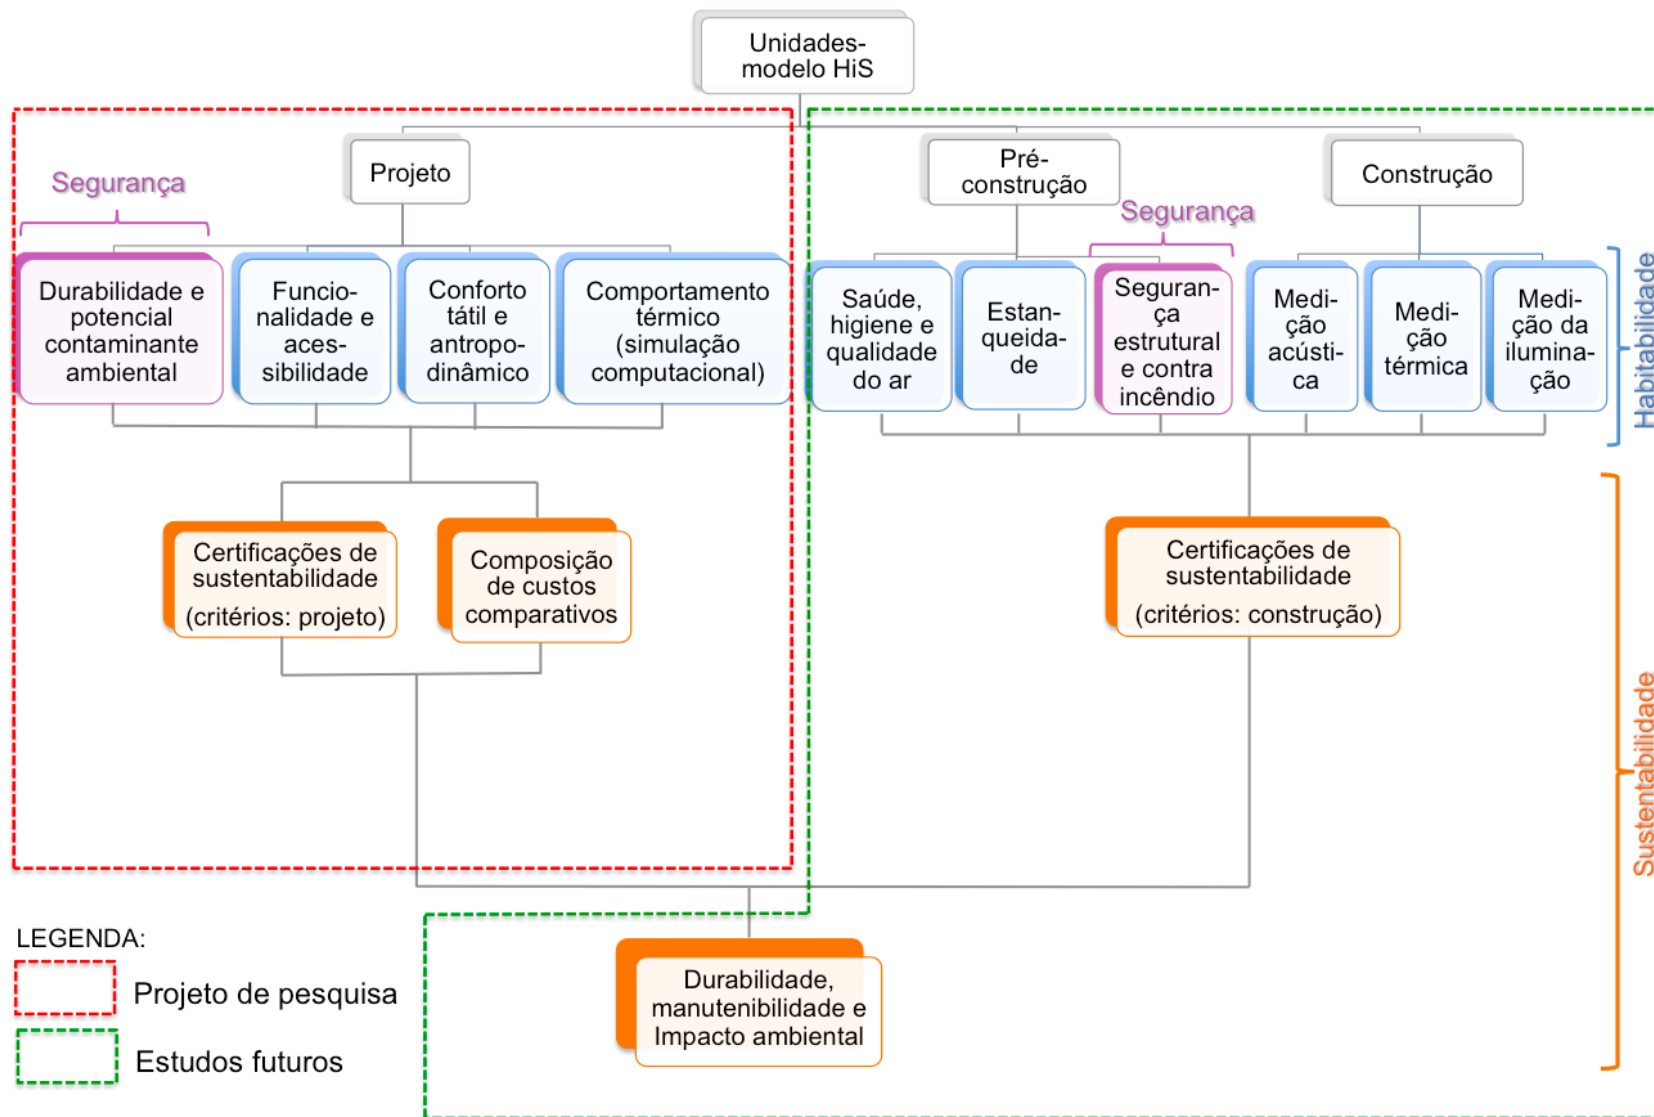 Unidades-
modelo HiS
Projeto
Pré-
construção
Construção
Segurança
Segurança
Durabilidade e
potencial
contaminante
ambiental
Funcio-
nalidade e
aces-
sibilidade
Conforto
tátil e
antropo-
dinâmico
Comportamento
térmico
(simulação
computacional)
Saúde,
higiene e
qualidade
do ar
Estan-
queida-
de
Seguran-
ça
estrutural
e contra
incêndio
Medi-
ção
acústi-
ca
Medi-
ção
térmica
Medi-
ção da
ilumina-
ção
Habitabilidade
Certificações de
sustentabilidade
(critérios: projeto)
Composição
de custos
comparativos
Certificações de
sustentabilidade
(critérios: construção)
Sustentabilidade
Durabilidade,
manutenibilidade e
Impacto ambiental
LEGENDA:
Projeto de pesquisa
Estudos futuros